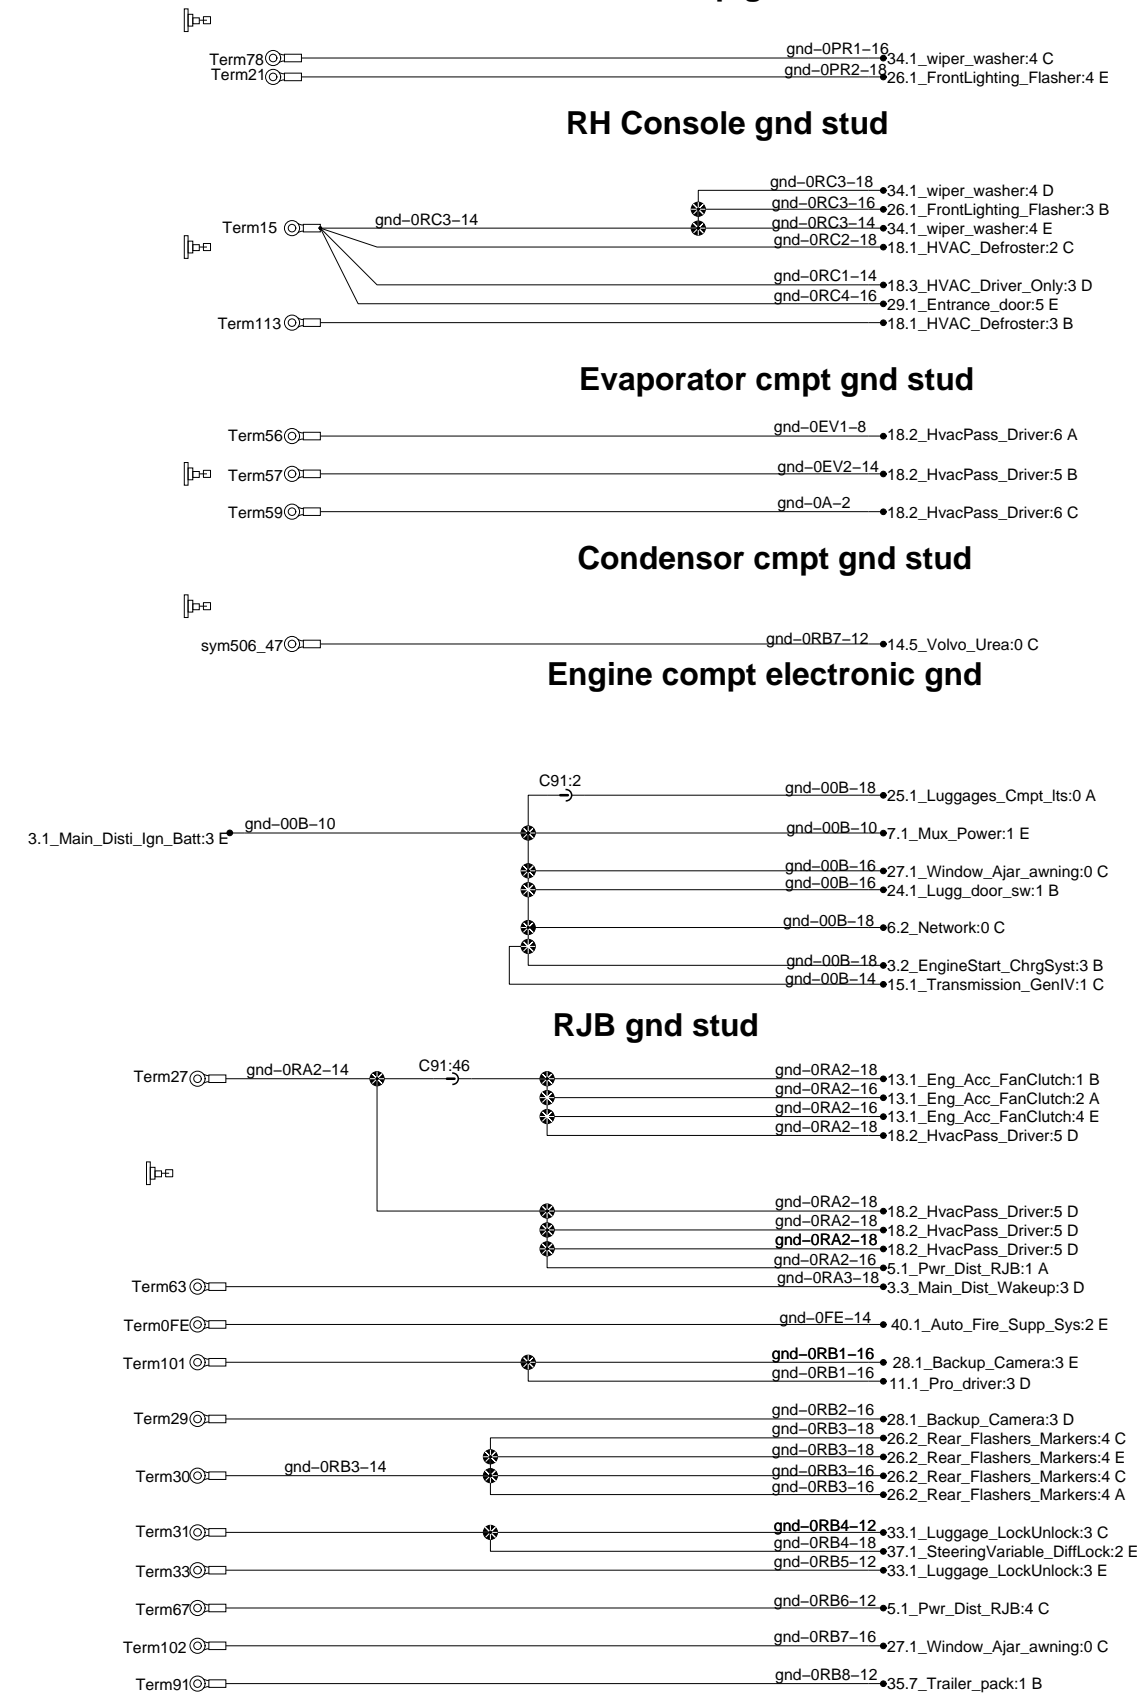 Term78 gnd-0PR1-16 34.1_wiper_washer:4 C
Term21 gnd-0PR2-18 26.1_FrontLighting_Flasher:4 E
RH Console gnd stud
gnd-0RC3-18 34.1_wiper_washer:4 D
gnd-0RC3-16 26.1_FrontLighting_Flasher:3 B
Term15 gnd-0RC3-14 gnd-0RC3-14 34.1_wiper_washer:4 E
gnd-0RC2-18 18.1_HVAC_Defroster:2 C
gnd-0RC1-14 18.3_HVAC_Driver_Only:3 D
gnd-0RC4-16 29.1_Entrance_door:5 E
Term113 18.1_HVAC_Defroster:3 B
Evaporator cmpt gnd stud
Term56 gnd-0EV1-8 18.2_HvacPass_Driver:6 A
Term57 gnd-0EV2-14 18.2_HvacPass_Driver:5 B
Term59 gnd-0A-2 18.2_HvacPass_Driver:6 C
Condensor cmpt gnd stud
sym506_47 gnd-0RB7-12 14.5_Volvo_Urea:0 C
Engine compt electronic gnd
C91:2 gnd-00B-18 25.1_Luggages_Cmpt_lts:0 A
3.1_Main_Disti_Ign_Batt:3 E gnd-00B-10 gnd-00B-10 7.1_Mux_Power:1 E
gnd-00B-16 27.1_Window_Ajar_awning:0 C
gnd-00B-16 24.1_Lugg_door_sw:1 B
gnd-00B-18 6.2_Network:0 C
gnd-00B-18 3.2_EngineStart_ChrgSyst:3 B
gnd-00B-14 15.1_Transmission_GenIV:1 C
RJB gnd stud
Term27 gnd-0RA2-14 C91:46 gnd-0RA2-18 13.1_Eng_Acc_FanClutch:1 B
gnd-0RA2-16 13.1_Eng_Acc_FanClutch:2 A
gnd-0RA2-16 13.1_Eng_Acc_FanClutch:4 E
gnd-0RA2-18 18.2_HvacPass_Driver:5 D
gnd-0RA2-18 18.2_HvacPass_Driver:5 D
gnd-0RA2-18 18.2_HvacPass_Driver:5 D
gnd-0RA2-18 18.2_HvacPass_Driver:5 D
gnd-0RA2-16 5.1_Pwr_Dist_RJB:1 A
Term63 gnd-0RA3-18 3.3_Main_Dist_Wakeup:3 D
Term0FE gnd-0FE-14 40.1_Auto_Fire_Supp_Sys:2 E
Term101 gnd-0RB1-16 28.1_Backup_Camera:3 E
gnd-0RB1-16 11.1_Pro_driver:3 D
Term29 gnd-0RB2-16 28.1_Backup_Camera:3 D
gnd-0RB3-18 26.2_Rear_Flashers_Markers:4 C
gnd-0RB3-18 26.2_Rear_Flashers_Markers:4 E
Term30 gnd-0RB3-14 gnd-0RB3-16 26.2_Rear_Flashers_Markers:4 C
gnd-0RB3-16 26.2_Rear_Flashers_Markers:4 A
Term31 gnd-0RB4-12 33.1_Luggage_LockUnlock:3 C
gnd-0RB4-18 37.1_SteeringVariable_DiffLock:2 E
Term33 gnd-0RB5-12 33.1_Luggage_LockUnlock:3 E
Term67 gnd-0RB6-12 5.1_Pwr_Dist_RJB:4 C
Term102 gnd-0RB7-16 27.1_Window_Ajar_awning:0 C
Term91 gnd-0RB8-12 35.7_Trailer_pack:1 B